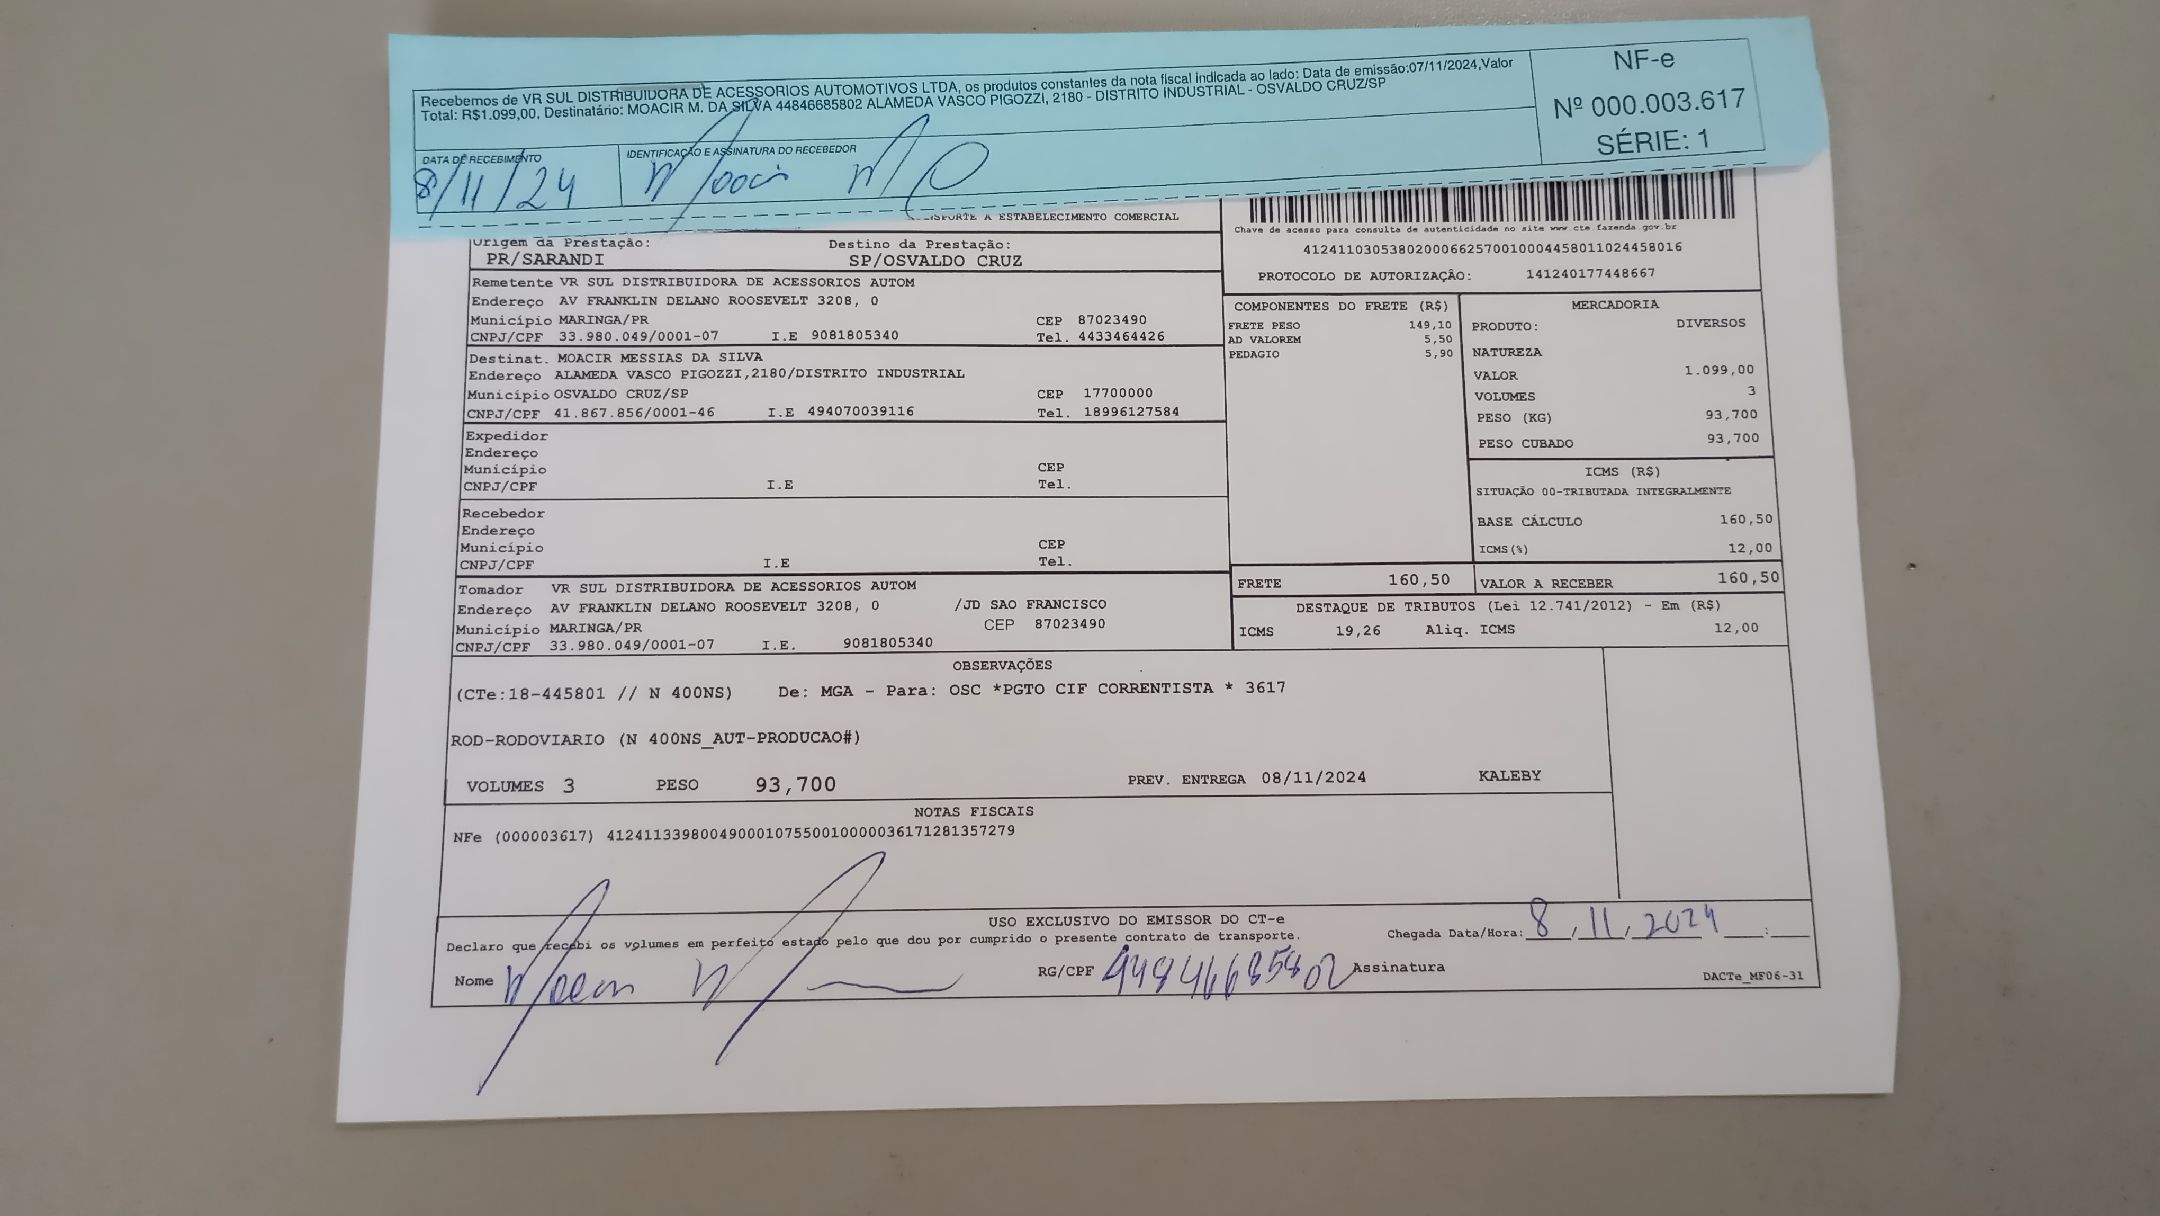 Recebemos de VR SUL DISTRIBUIDORA DE ACESSORIOS AUTOMOTIVOS LTDA, os produtos constantes da nota fiscal indicada ao lado: Data de emissão:07/11/2024,Valor
Total: R$1.099,00, Destinatário: MOACIR M. DA SILVA 44846685802 ALAMEDA VASCO PIGOZZI, 2180 - DISTRITO INDUSTRIAL - OSVALDO CRUZ/SP
NF-e
Nº 000.003.617
SÉRIE: 1
DATA DE RECEBIMENTO
IDENTIFICAÇÃO E ASSINATURA DO RECEBEDOR
8/11/24
Moacir M
A ESTABELECIMENTO COMERCIAL
Chave de acesso para consulta de autenticidade no site www.cte.fazenda.gov.br
41241103053802000662570010004458011024458016
PROTOCOLO DE AUTORIZAÇÃO: 141240177448667
Origem da Prestação: Destino da Prestação:
PR/SARANDI SP/OSVALDO CRUZ
Remetente VR SUL DISTRIBUIDORA DE ACESSORIOS AUTOM
Endereço AV FRANKLIN DELANO ROOSEVELT 3208, 0
Município MARINGA/PR CEP 87023490
CNPJ/CPF 33.980.049/0001-07 I.E 9081805340 Tel. 4433464426
Destinat. MOACIR MESSIAS DA SILVA
Endereço ALAMEDA VASCO PIGOZZI,2180/DISTRITO INDUSTRIAL
Município OSVALDO CRUZ/SP CEP 17700000
CNPJ/CPF 41.867.856/0001-46 I.E 494070039116 Tel. 18996127584
Expedidor
Endereço
Município CEP
CNPJ/CPF I.E Tel.
Recebedor
Endereço
Município CEP
CNPJ/CPF I.E Tel.
Tomador VR SUL DISTRIBUIDORA DE ACESSORIOS AUTOM
Endereço AV FRANKLIN DELANO ROOSEVELT 3208, 0 /JD SAO FRANCISCO
Município MARINGA/PR CEP 87023490
CNPJ/CPF 33.980.049/0001-07 I.E. 9081805340
COMPONENTES DO FRETE (R$)
FRETE PESO 149,10
AD VALOREM 5,50
PEDAGIO 5,90
MERCADORIA
PRODUTO: DIVERSOS
NATUREZA
VALOR 1.099,00
VOLUMES 3
PESO (KG) 93,700
PESO CUBADO 93,700
ICMS (R$)
SITUAÇÃO 00-TRIBUTADA INTEGRALMENTE
BASE CÁLCULO 160,50
ICMS(%) 12,00
FRETE 160,50 VALOR A RECEBER 160,50
DESTAQUE DE TRIBUTOS (Lei 12.741/2012) - Em (R$)
ICMS 19,26 Aliq. ICMS 12,00
OBSERVAÇÕES
(CTe:18-445801 // N 400NS) De: MGA - Para: OSC *PGTO CIF CORRENTISTA * 3617
ROD-RODOVIARIO (N 400NS_AUT-PRODUCAO#)
VOLUMES 3 PESO 93,700 PREV. ENTREGA 08/11/2024 KALEBY
NOTAS FISCAIS
NFe (000003617) 41241133980049000107550010000036171281357279
USO EXCLUSIVO DO EMISSOR DO CT-e
Declaro que recebi os volumes em perfeito estado pelo que dou por cumprido o presente contrato de transporte. Chegada Data/Hora: 8/11/2024 __:__
Nome Moacir M RG/CPF 44846685802 Assinatura
DACTe_MF06-31